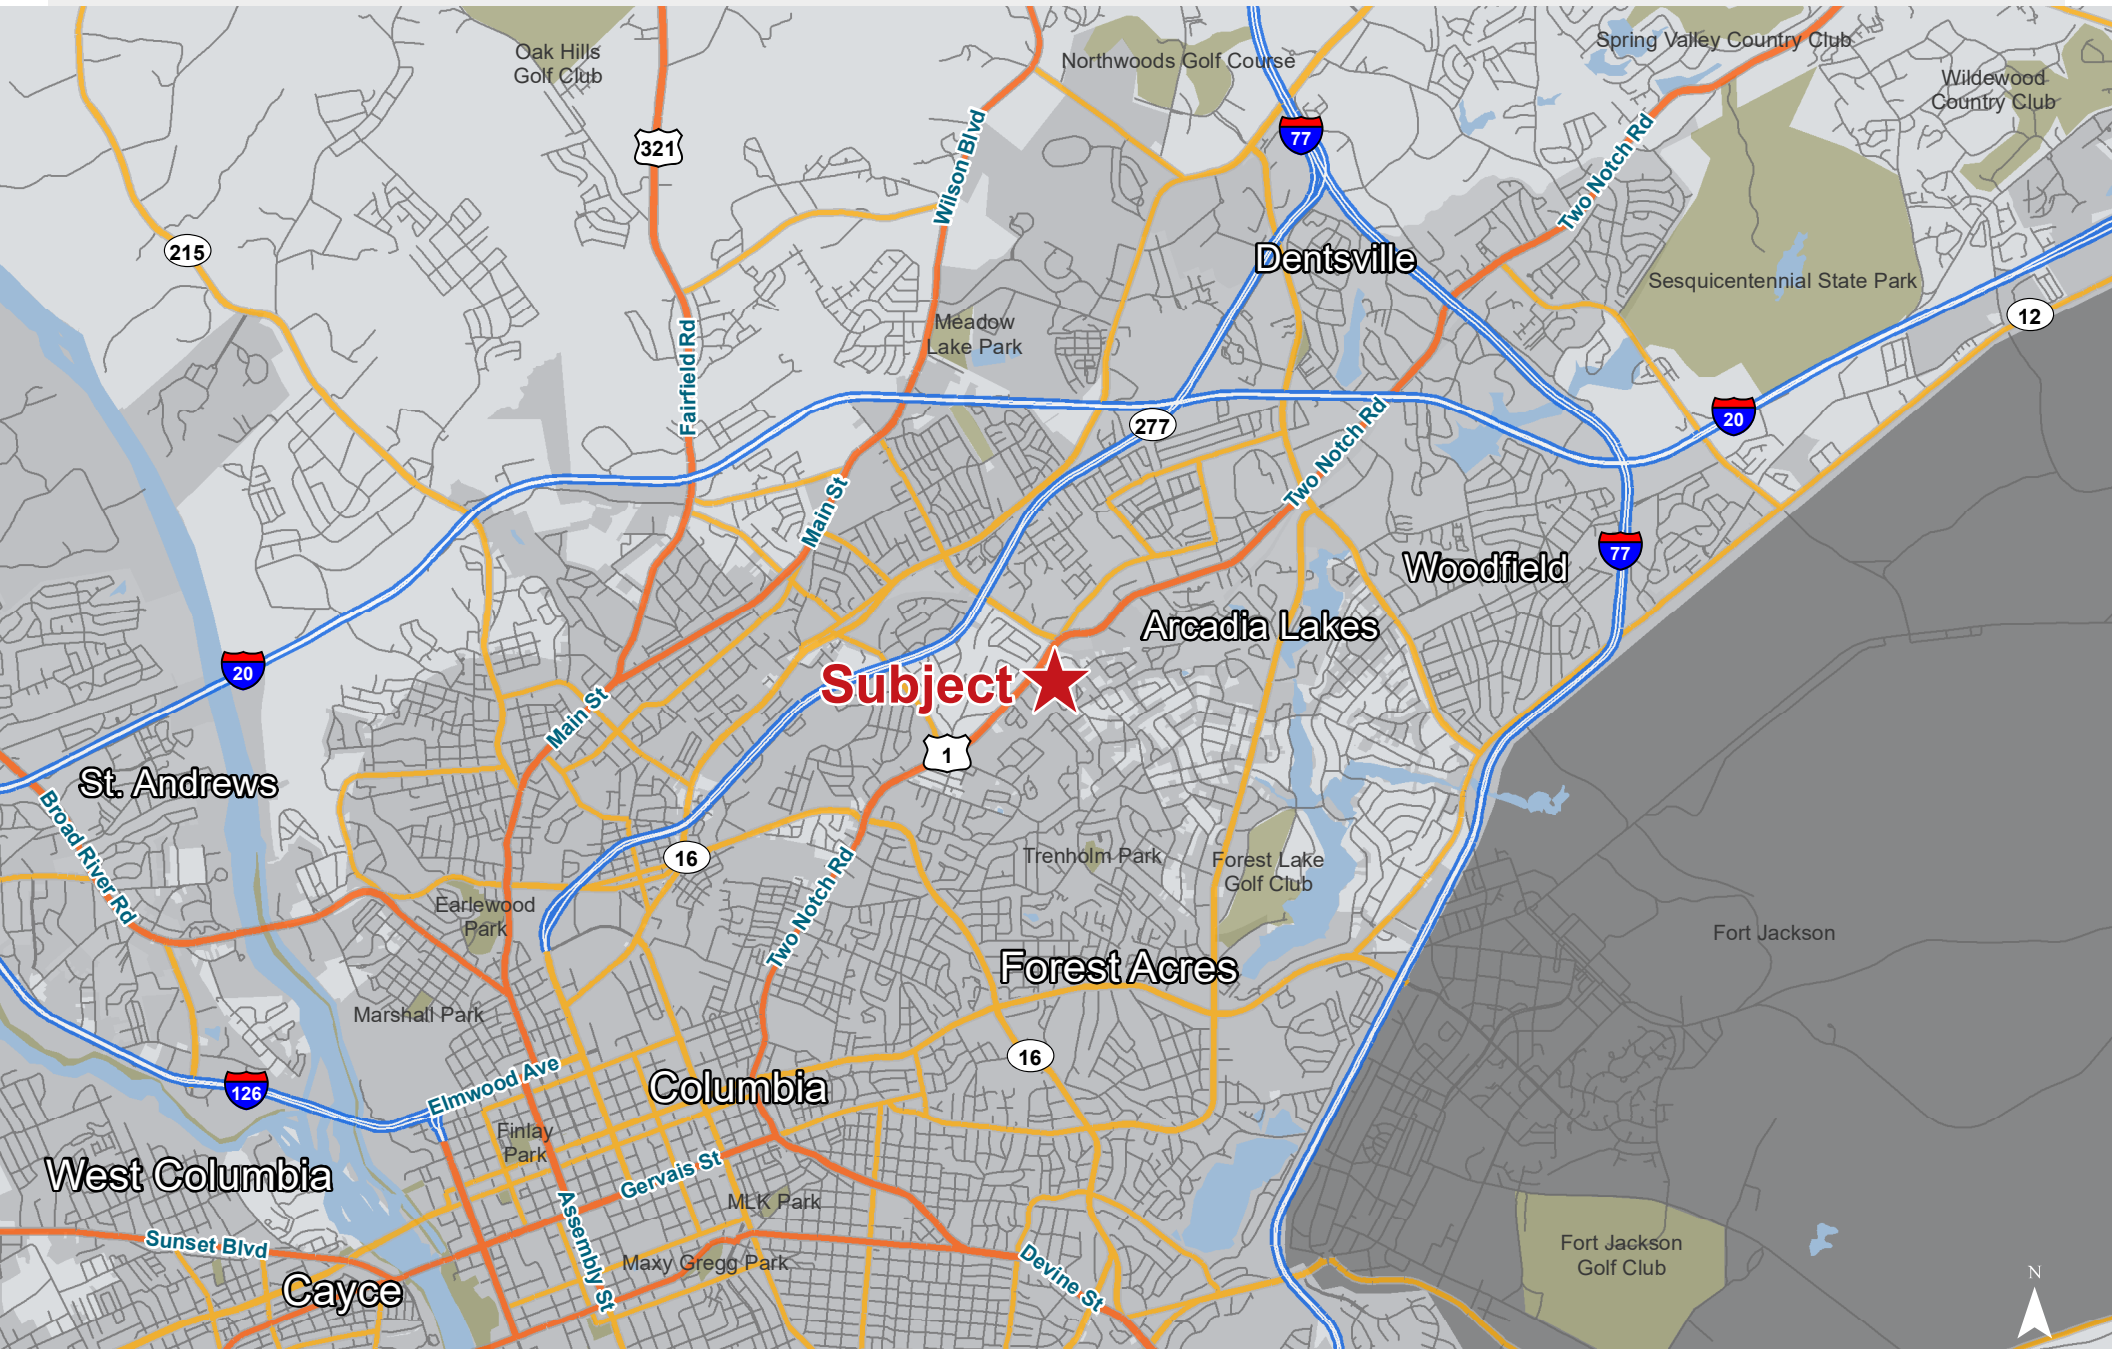 Oak Hills
Golf Club
Northwoods Golf Course
Spring Valley Country Club
Wildewood
Country Club
321
77
Wilson Blvd
Two Notch Rd
215
Dentsville
Sesquicentennial State Park
12
Meadow
Lake Park
Fairfield Rd
277
20
Two Notch Rd
Main St
77
Woodfield
Arcadia Lakes
20
Subject
Main St
1
St. Andrews
Broad River Rd
16
Trenholm Park
Forest Lake
Golf Club
Two Notch Rd
Earlewood
Park
Fort Jackson
Forest Acres
Marshall Park
16
126
Elmwood Ave
Columbia
Finlay
Park
West Columbia
Gervais St
MLK Park
Assembly St
Sunset Blvd
Maxy Gregg Park
Devine St
Fort Jackson
Golf Club
Cayce
N